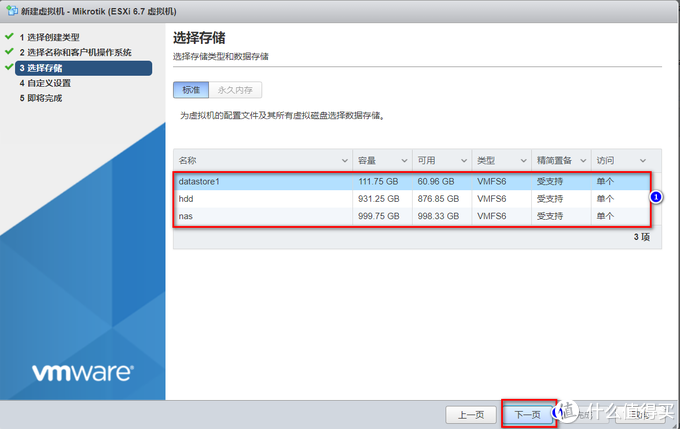 新建虚拟机 - Mikrotik (ESXi 6.7 虚拟机)
1 选择创建类型
2 选择名称和客户机操作系统
3 选择存储
4 自定义设置
5 即将完成
选择存储
选择存储类型和数据存储
标准 永久内存
为虚拟机的配置文件及其所有虚拟磁盘选择数据存储。
名称 容量 可用 类型 精简置备 访问
datastore1 111.75 GB 60.96 GB VMFS6 受支持 单个
hdd 931.25 GB 876.85 GB VMFS6 受支持 单个
nas 999.75 GB 998.33 GB VMFS6 受支持 单个
1
3 项
vmware
上一页 下一页
值 什么值得买